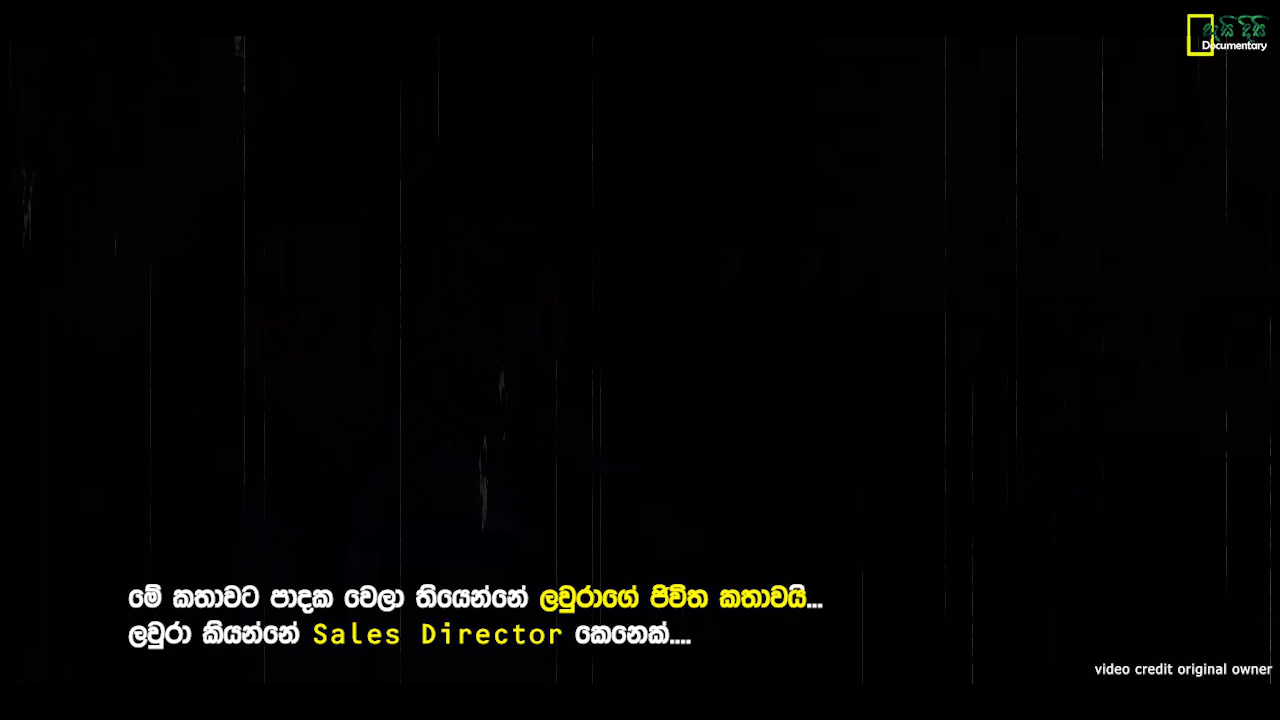 Documentary
මේ කතාවට පාදක වෙලා තියෙන්නේ ලවුරාගේ ජිවිත කතාවයි...
ලවුරා කියන්නේ Sales Director කෙනෙක්....
video credit original owner